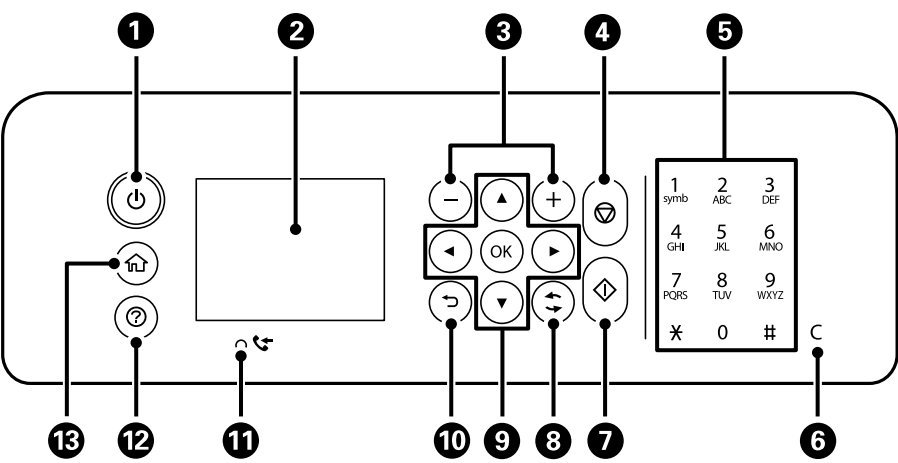 1 2 3 4 5
1 2 3
symb ABC DEF
4 5 6
GHI JKL MNO
OK
7 8 9
PQRS TUV WXYZ
* 0 # C
13 12 11 10 9 8 7 6